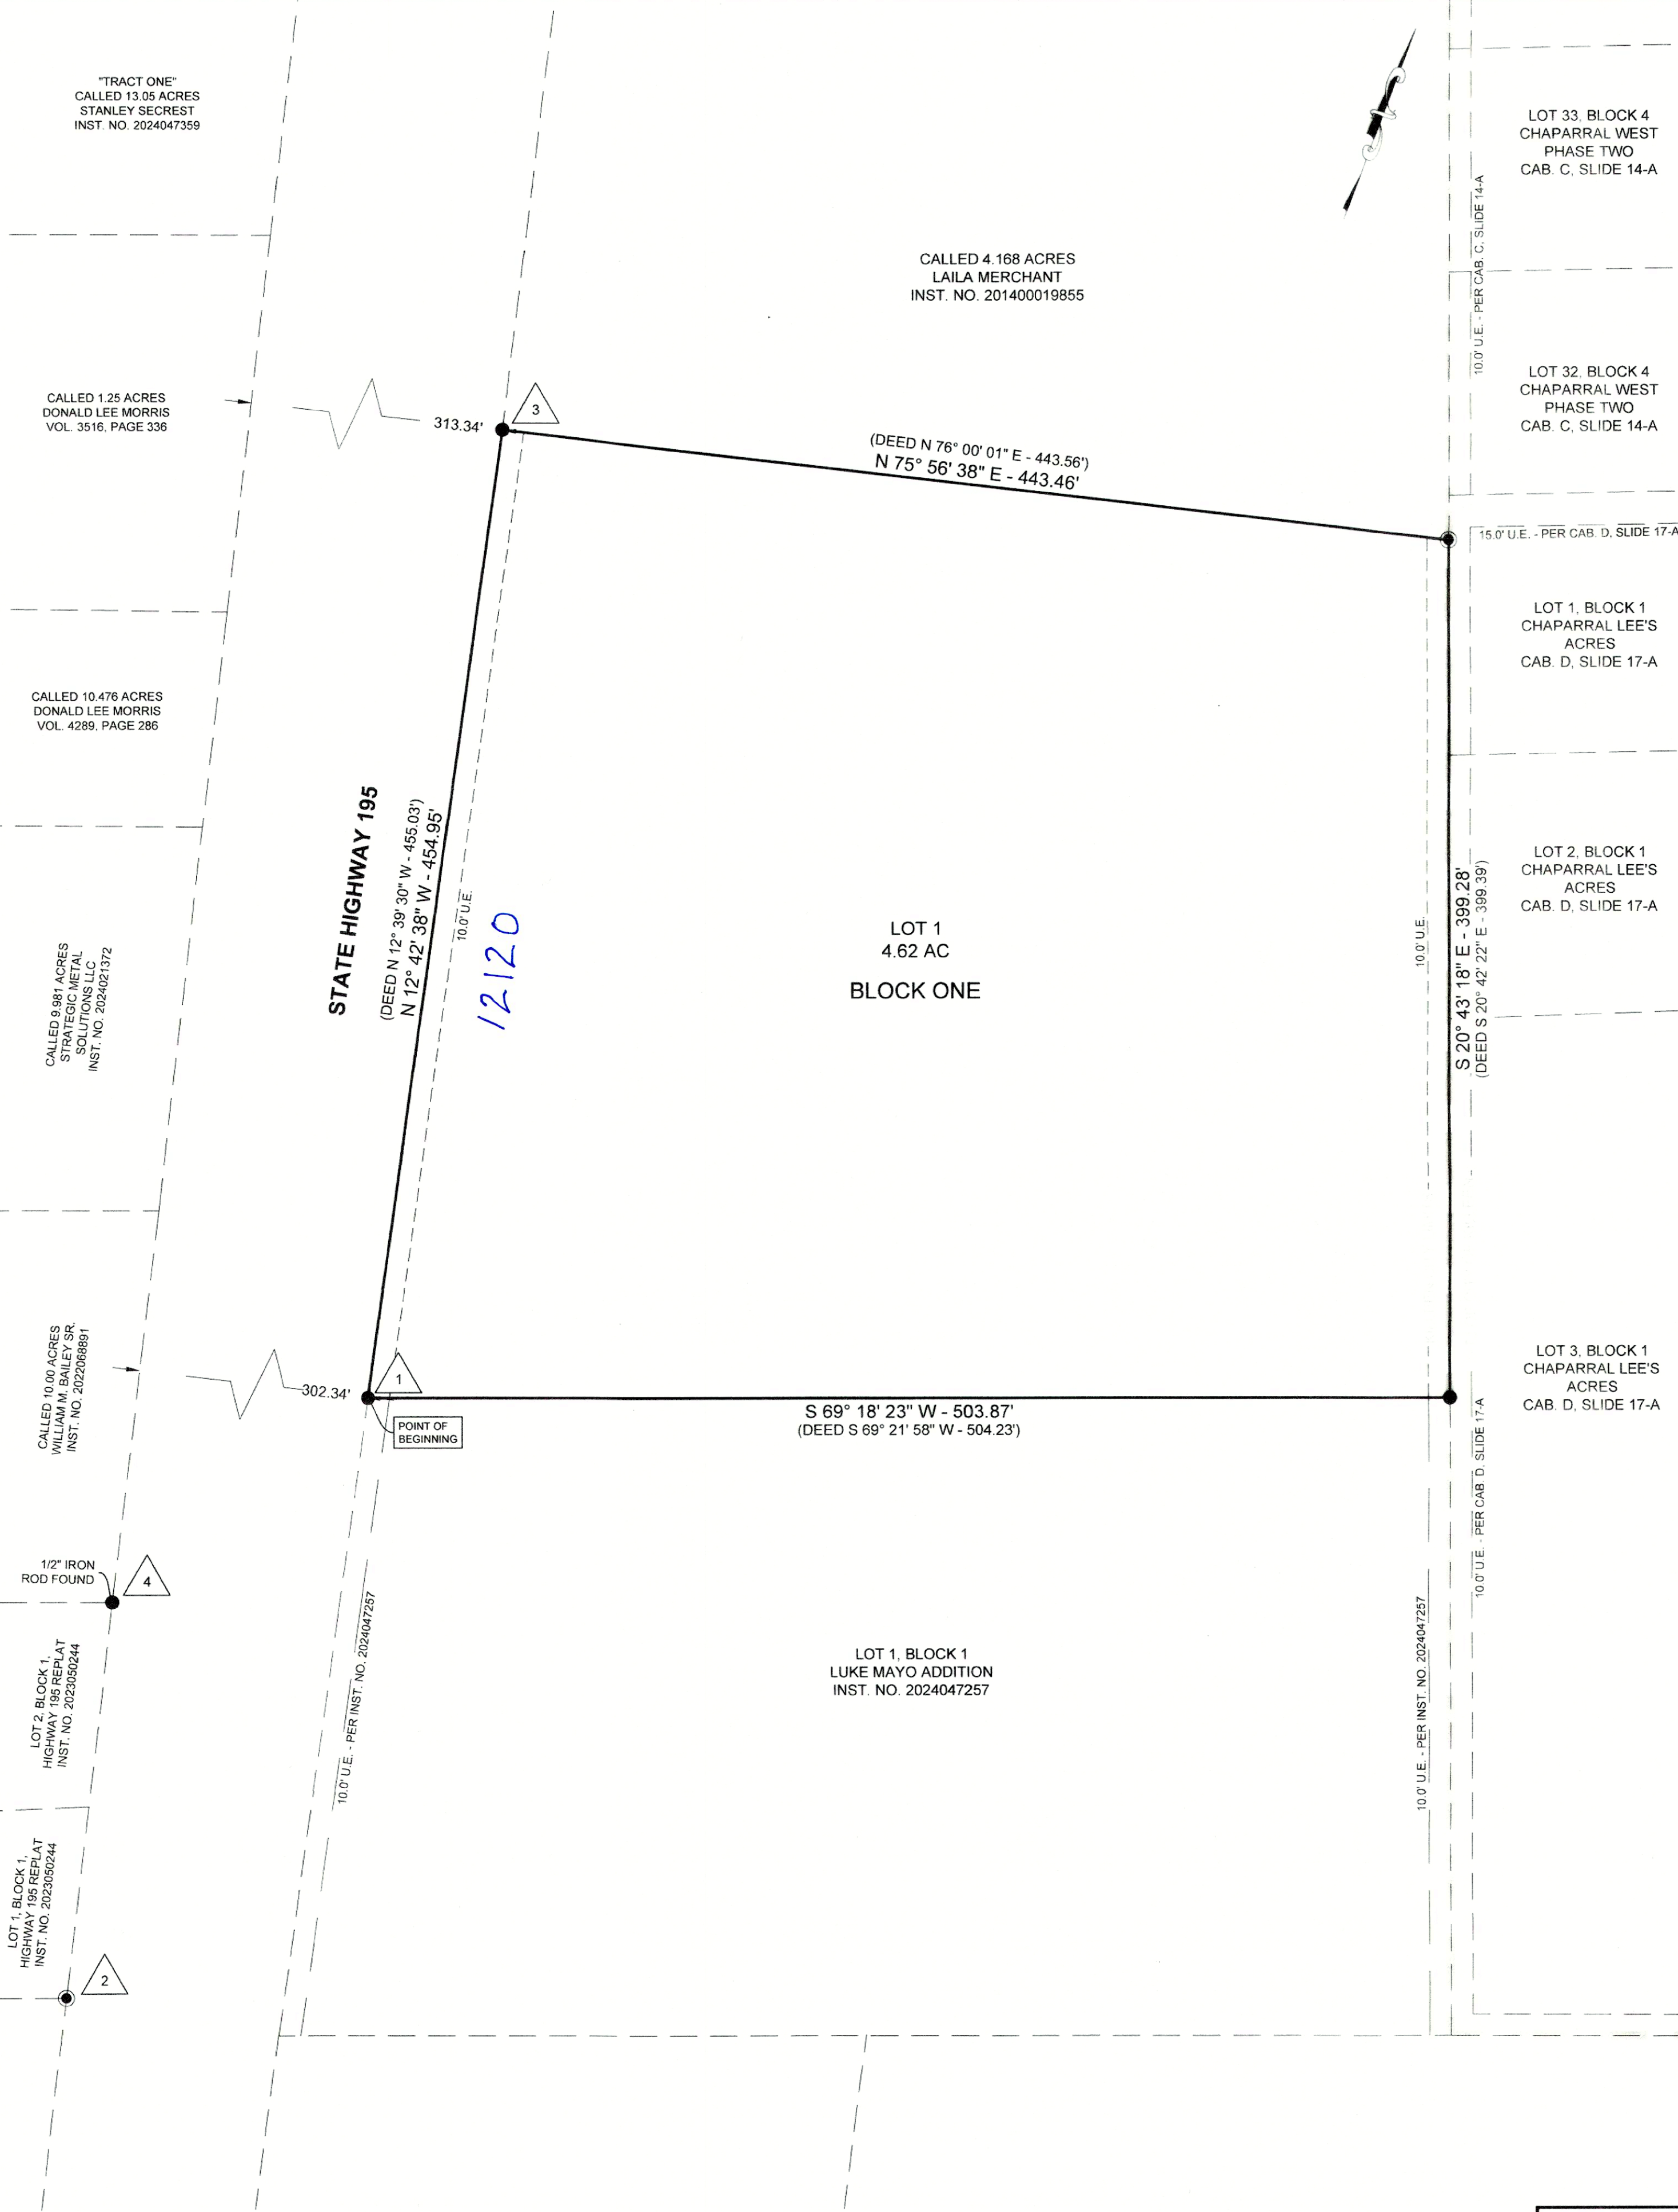 "TRACT ONE"
CALLED 13.05 ACRES
STANLEY SECREST
INST. NO. 2024047359
LOT 33, BLOCK 4
CHAPARRAL WEST
PHASE TWO
CAB. C, SLIDE 14-A
10.0' U.E. - PER CAB. C, SLIDE 14-A
CALLED 4.168 ACRES
LAILA MERCHANT
INST. NO. 201400019855
LOT 32, BLOCK 4
CHAPARRAL WEST
PHASE TWO
CAB. C, SLIDE 14-A
CALLED 1.25 ACRES
DONALD LEE MORRIS
VOL. 3516, PAGE 336
313.34'
3
(DEED N 76° 00' 01" E - 443.56')
N 75° 56' 38" E - 443.46'
15.0' U.E. - PER CAB. D, SLIDE 17-A
LOT 1, BLOCK 1
CHAPARRAL LEE'S
ACRES
CAB. D, SLIDE 17-A
CALLED 10.476 ACRES
DONALD LEE MORRIS
VOL. 4289, PAGE 286
STATE HIGHWAY 195
(DEED N 12° 39' 30" W - 455.03')
N 12° 42' 38" W - 454.95'
10.0' U.E.
12120
LOT 1
4.62 AC
BLOCK ONE
10.0' U.E.
S 20° 43' 18" E - 399.28'
(DEED S 20° 42' 22" E - 399.39')
LOT 2, BLOCK 1
CHAPARRAL LEE'S
ACRES
CAB. D, SLIDE 17-A
CALLED 9.981 ACRES
STRATEGIC METAL
SOLUTIONS LLC
INST. NO. 2024021372
CALLED 10.00 ACRES
WILLIAM M. BAILEY SR.
INST. NO. 2022068891
302.34'
1
POINT OF
BEGINNING
S 69° 18' 23" W - 503.87'
(DEED S 69° 21' 58" W - 504.23')
LOT 3, BLOCK 1
CHAPARRAL LEE'S
ACRES
CAB. D, SLIDE 17-A
10.0' U.E. - PER CAB. D, SLIDE 17-A
1/2" IRON
ROD FOUND
4
10.0' U.E. - PER INST. NO. 2024047257
LOT 1, BLOCK 1
LUKE MAYO ADDITION
INST. NO. 2024047257
10.0' U.E. - PER INST. NO. 2024047257
LOT 2, BLOCK 1,
HIGHWAY 195 REPLAT
INST. NO. 2023050244
LOT 1, BLOCK 1,
HIGHWAY 195 REPLAT
INST. NO. 2023050244
2